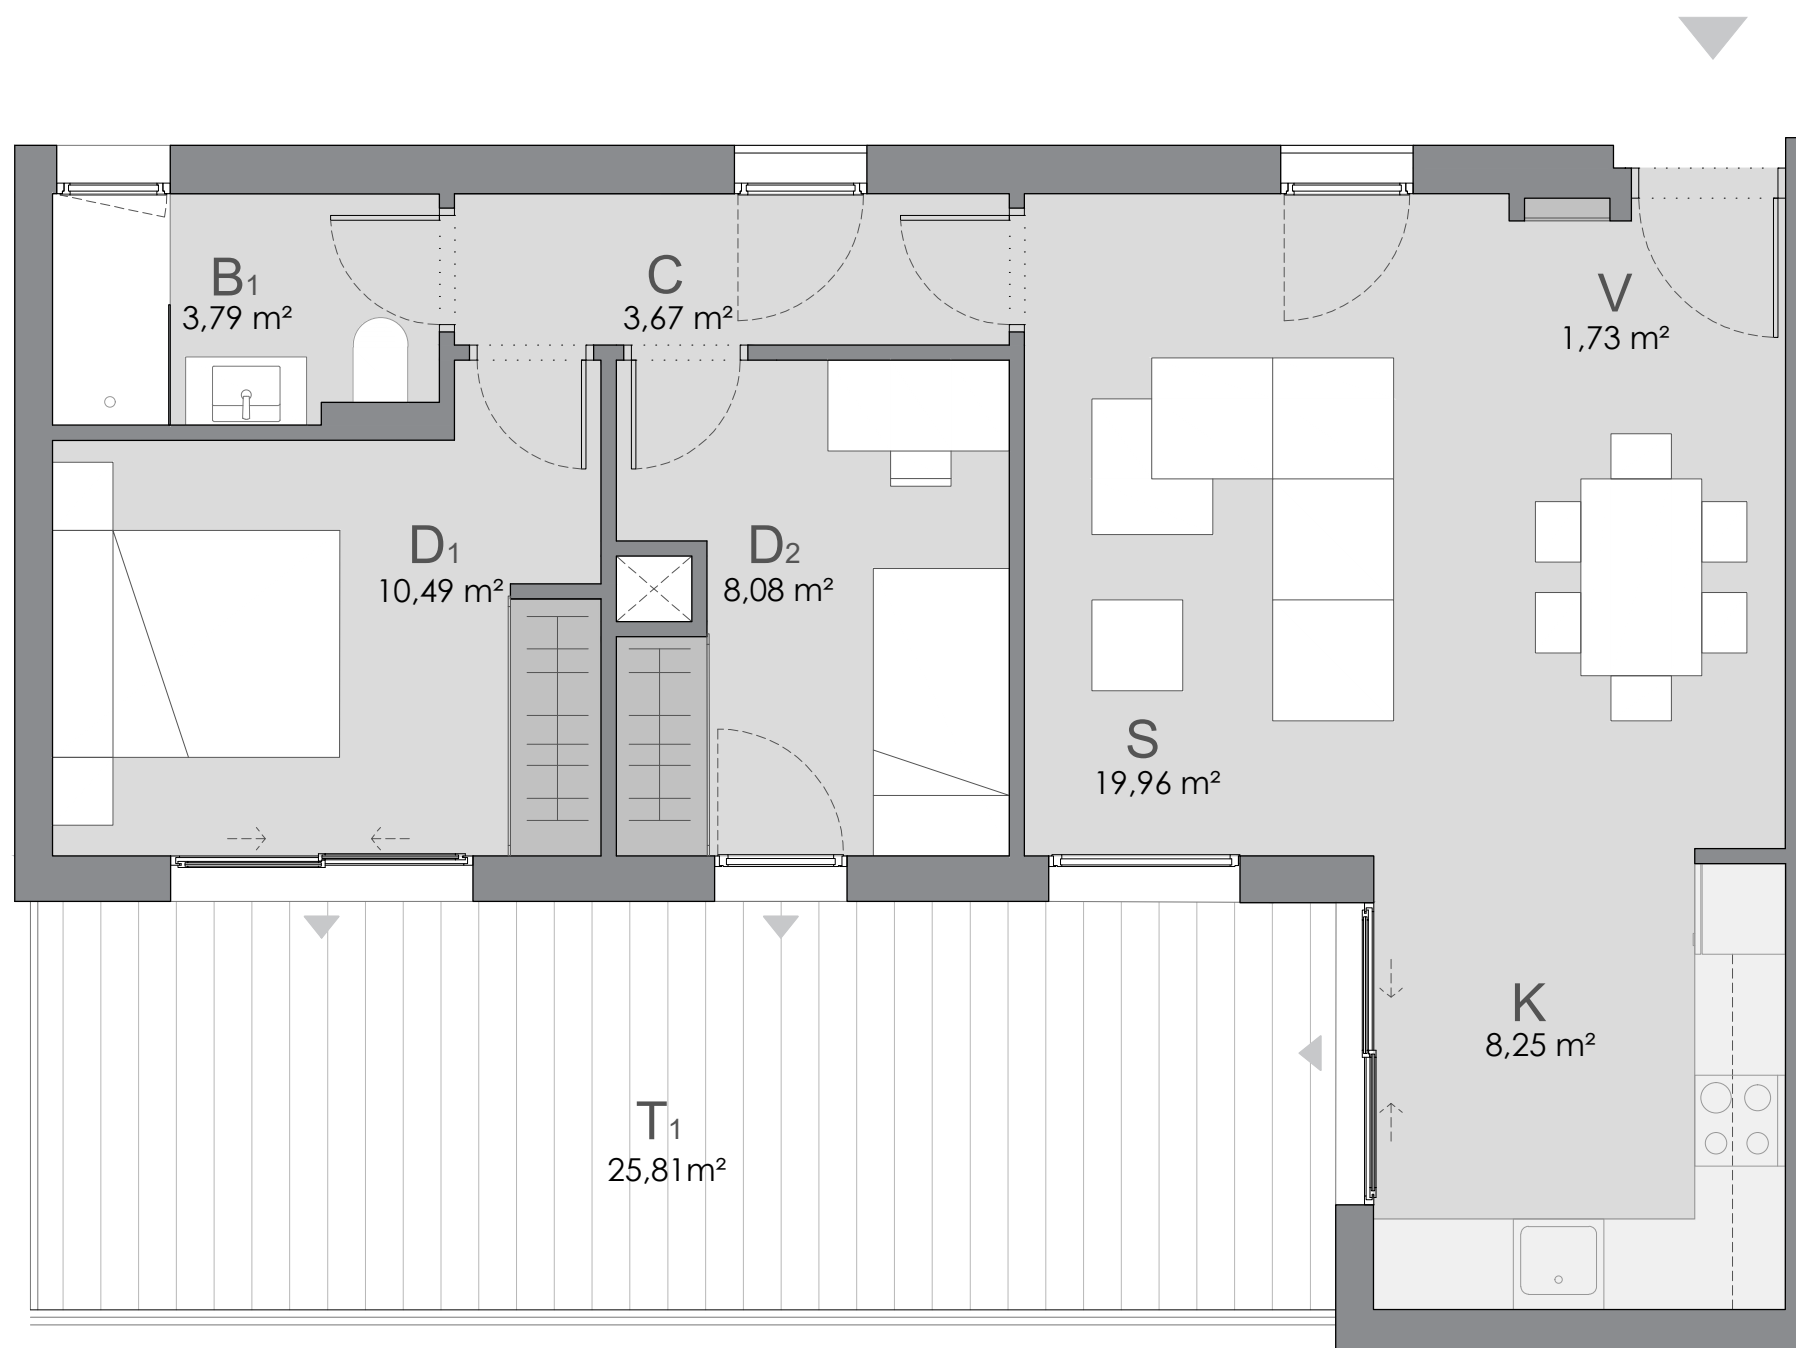 B1
3,79 m²
C
3,67 m²
V
1,73 m²
D1
10,49 m²
D2
8,08 m²
S
19,96 m²
K
8,25 m²
T1
25,81m²